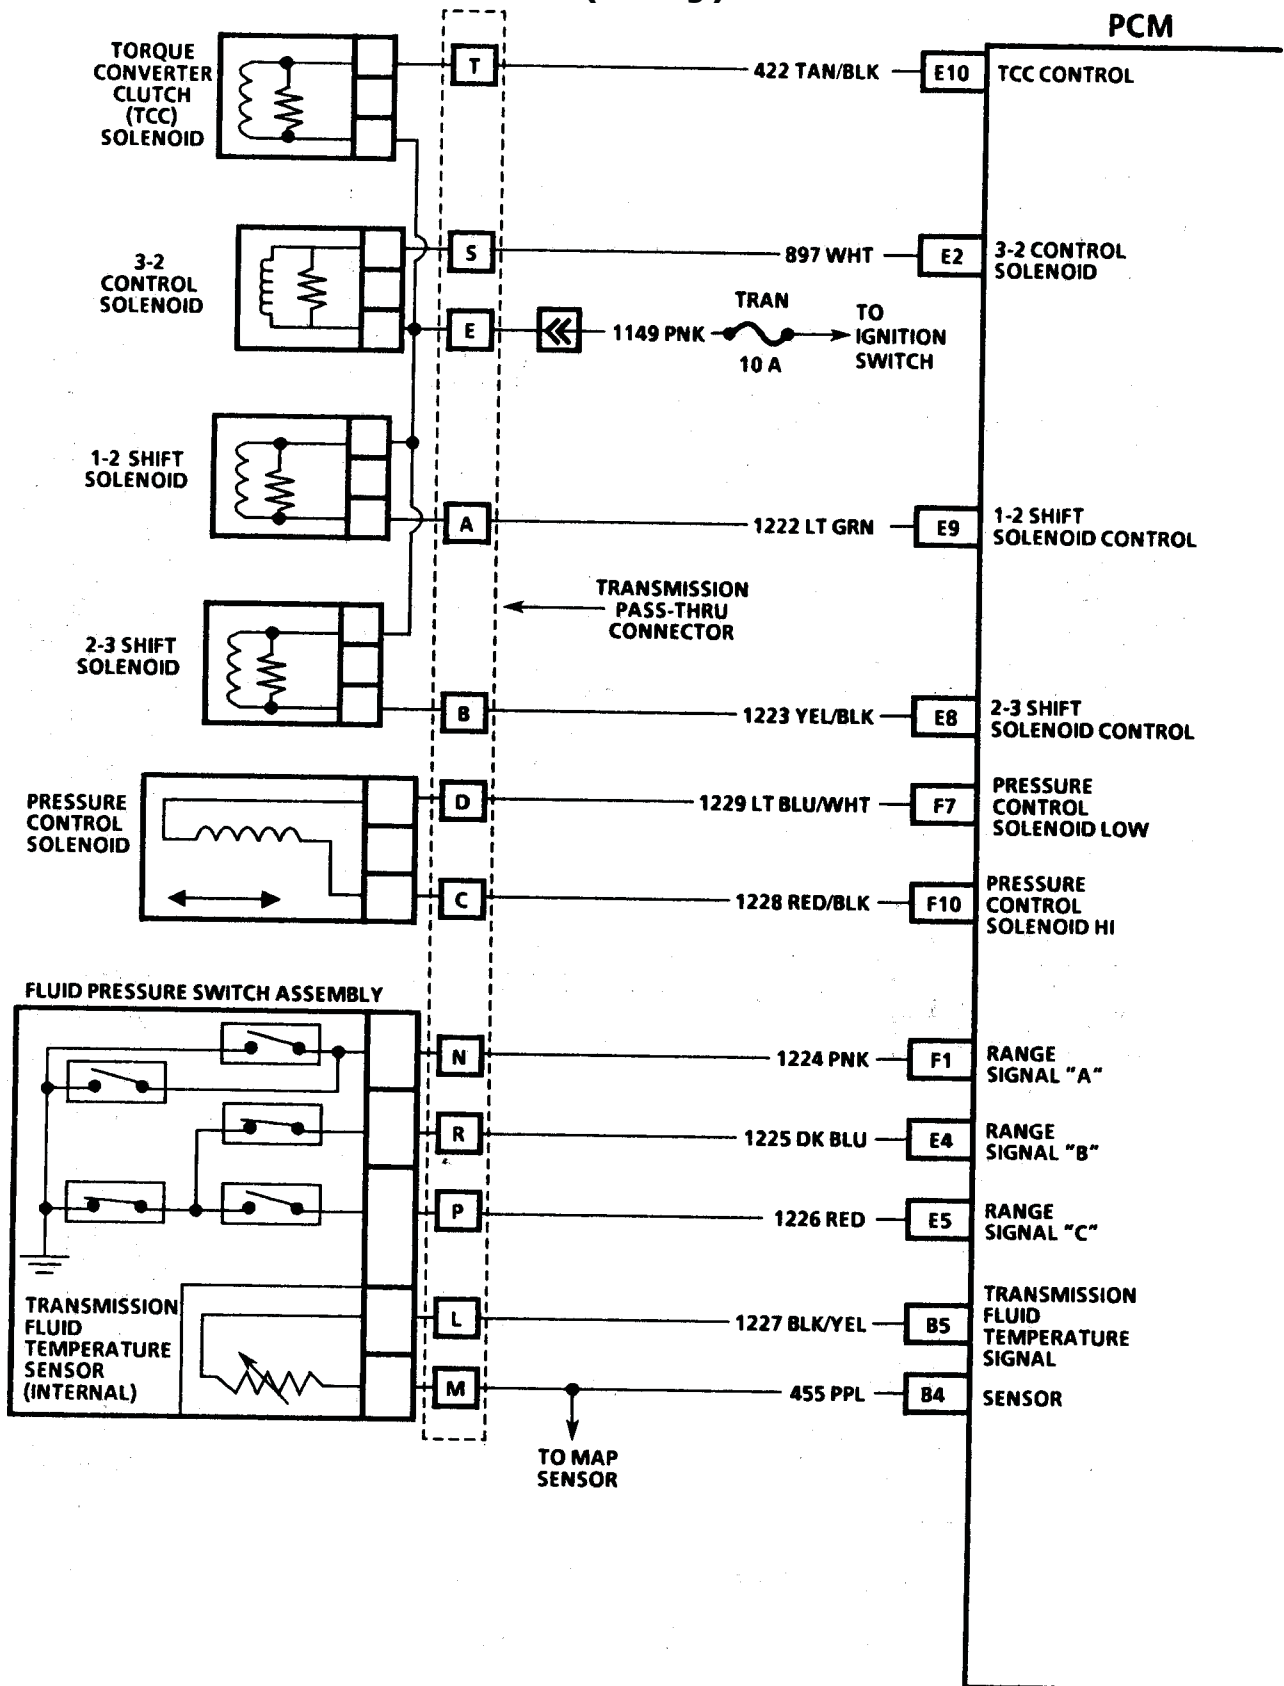 PCM
TORQUE
CONVERTER
CLUTCH
(TCC)
SOLENOID
T
422 TAN/BLK
E10
TCC CONTROL
3-2
CONTROL
SOLENOID
S
897 WHT
E2
3-2 CONTROL
SOLENOID
E
1149 PNK
TRAN
10 A
TO
IGNITION
SWITCH
1-2 SHIFT
SOLENOID
A
1222 LT GRN
E9
1-2 SHIFT
SOLENOID CONTROL
TRANSMISSION
PASS-THRU
CONNECTOR
2-3 SHIFT
SOLENOID
B
1223 YEL/BLK
E8
2-3 SHIFT
SOLENOID CONTROL
PRESSURE
CONTROL
SOLENOID
D
1229 LT BLU/WHT
F7
PRESSURE
CONTROL
SOLENOID LOW
C
1228 RED/BLK
F10
PRESSURE
CONTROL
SOLENOID HI
FLUID PRESSURE SWITCH ASSEMBLY
N
1224 PNK
F1
RANGE
SIGNAL "A"
R
1225 DK BLU
E4
RANGE
SIGNAL "B"
P
1226 RED
E5
RANGE
SIGNAL "C"
TRANSMISSION
FLUID
TEMPERATURE
SENSOR
(INTERNAL)
L
1227 BLK/YEL
B5
TRANSMISSION
FLUID
TEMPERATURE
SIGNAL
M
455 PPL
B4
SENSOR
TO MAP
SENSOR